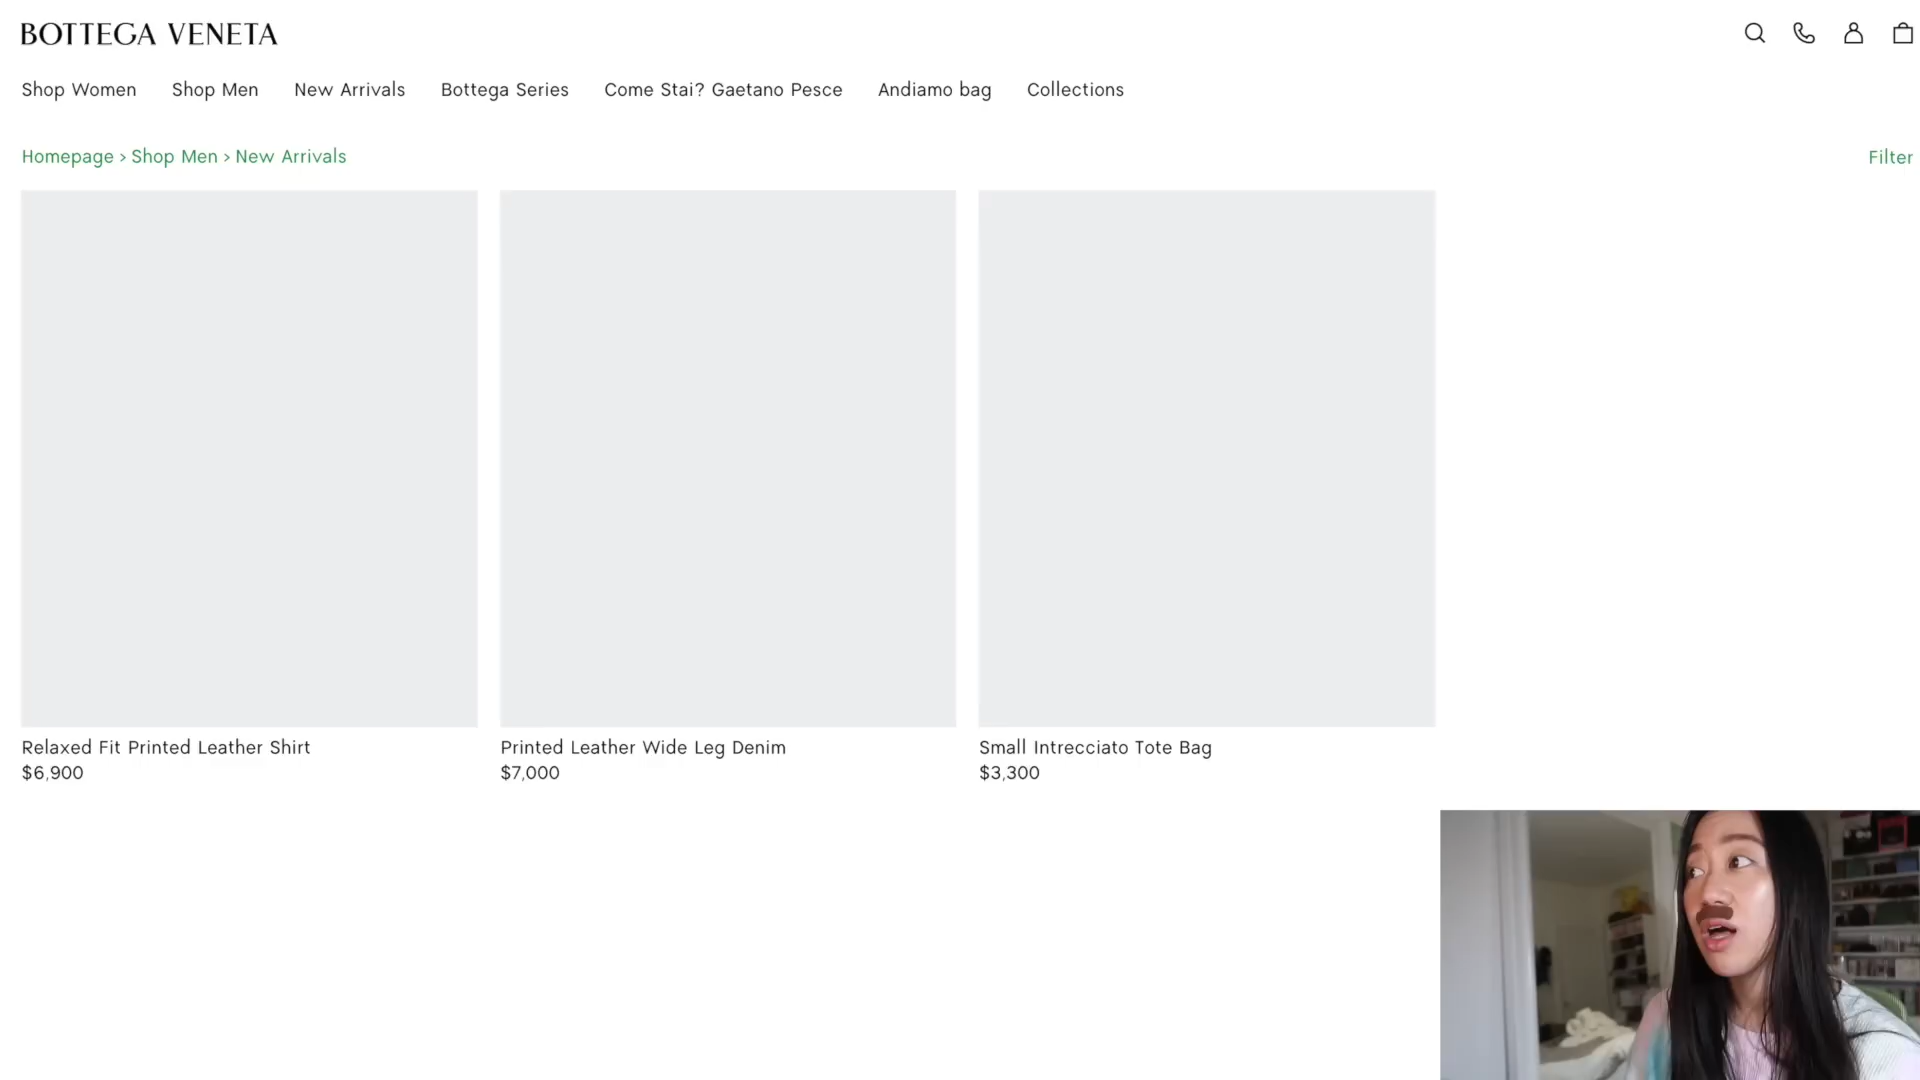 BOTTEGA VENETA
Shop Women Shop Men New Arrivals Bottega Series Come Stai? Gaetano Pesce Andiamo bag Collections
Homepage > Shop Men > New Arrivals Filter
Relaxed Fit Printed Leather Shirt
$6,900
Printed Leather Wide Leg Denim
$7,000
Small Intrecciato Tote Bag
$3,300